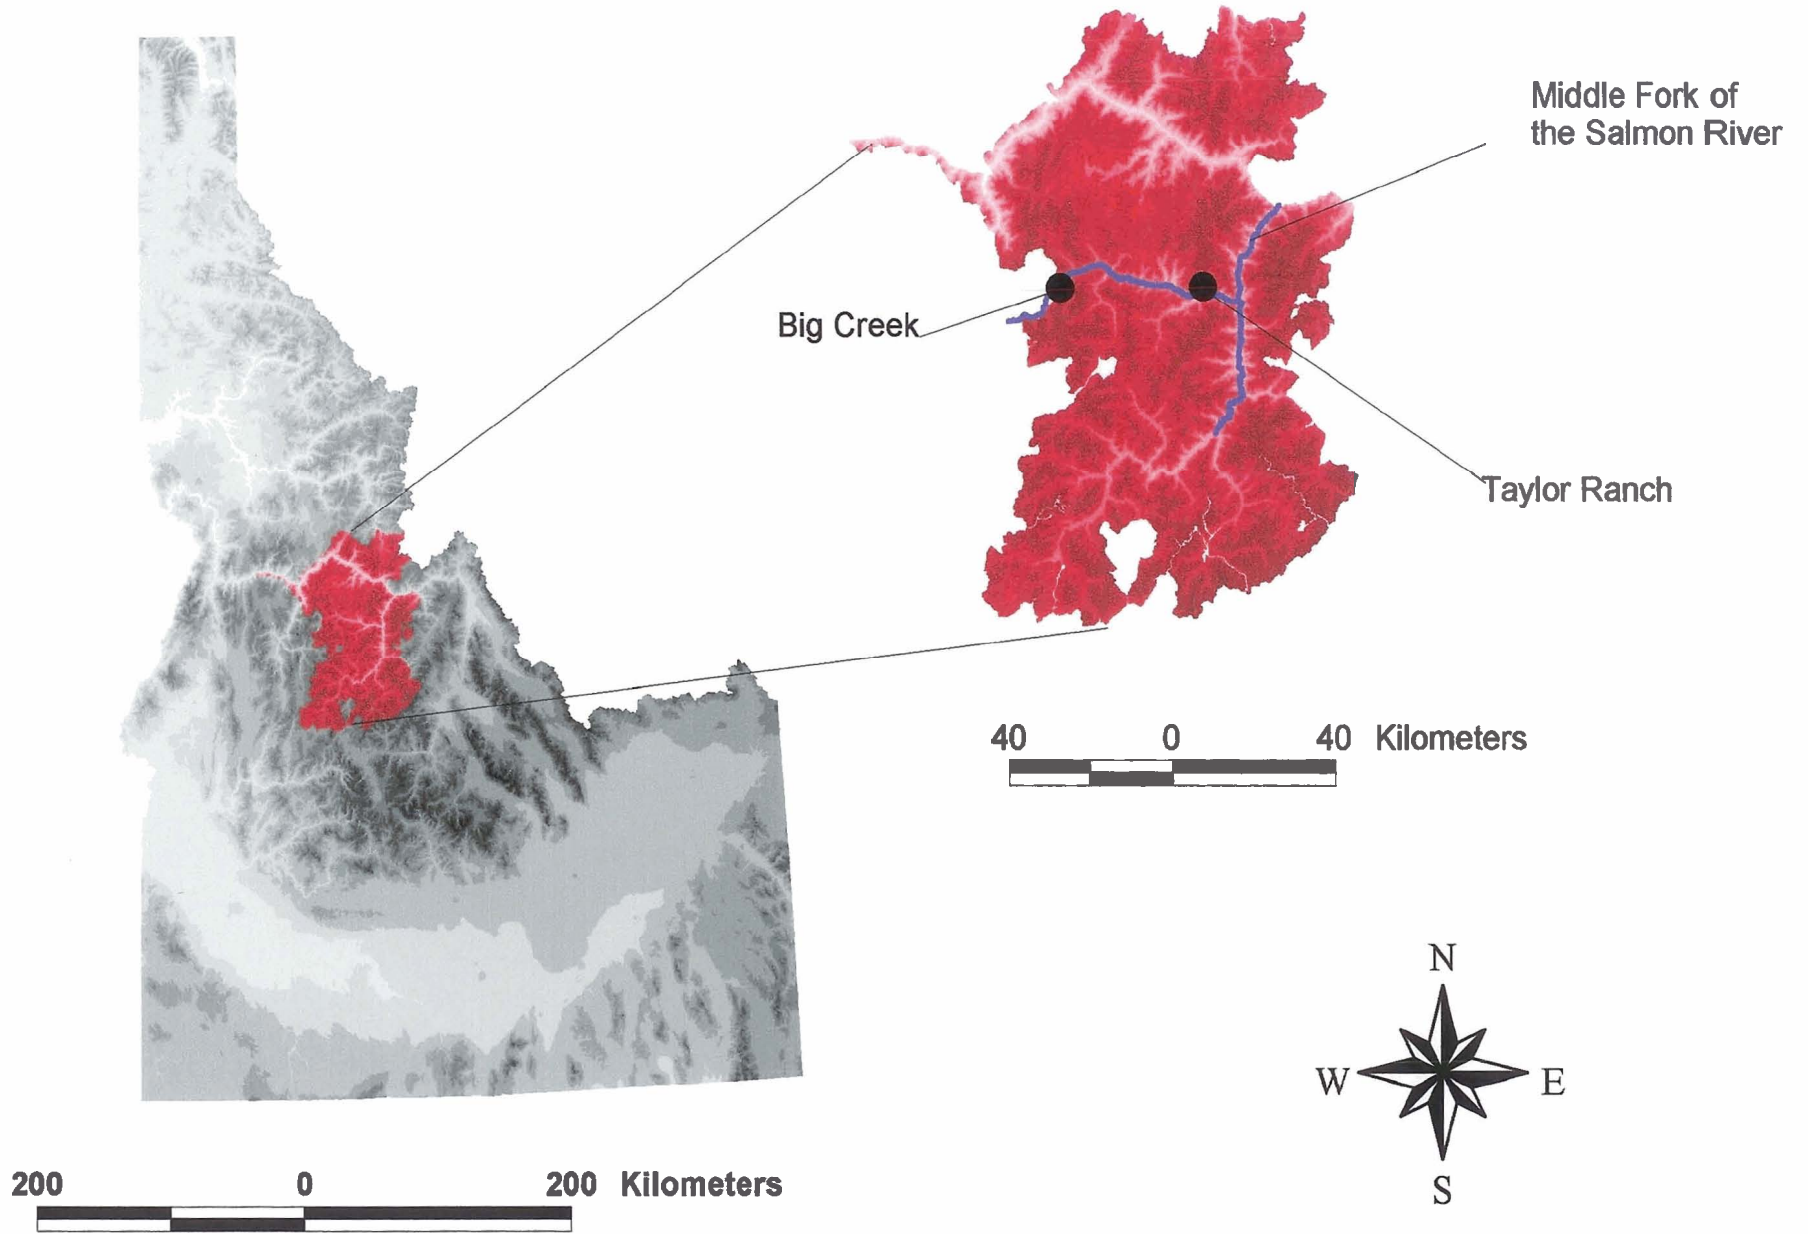 Middle Fork of
the Salmon River
Big Creek
Taylor Ranch
40 0 40 Kilometers
N
W E
S
200 0 200 Kilometers